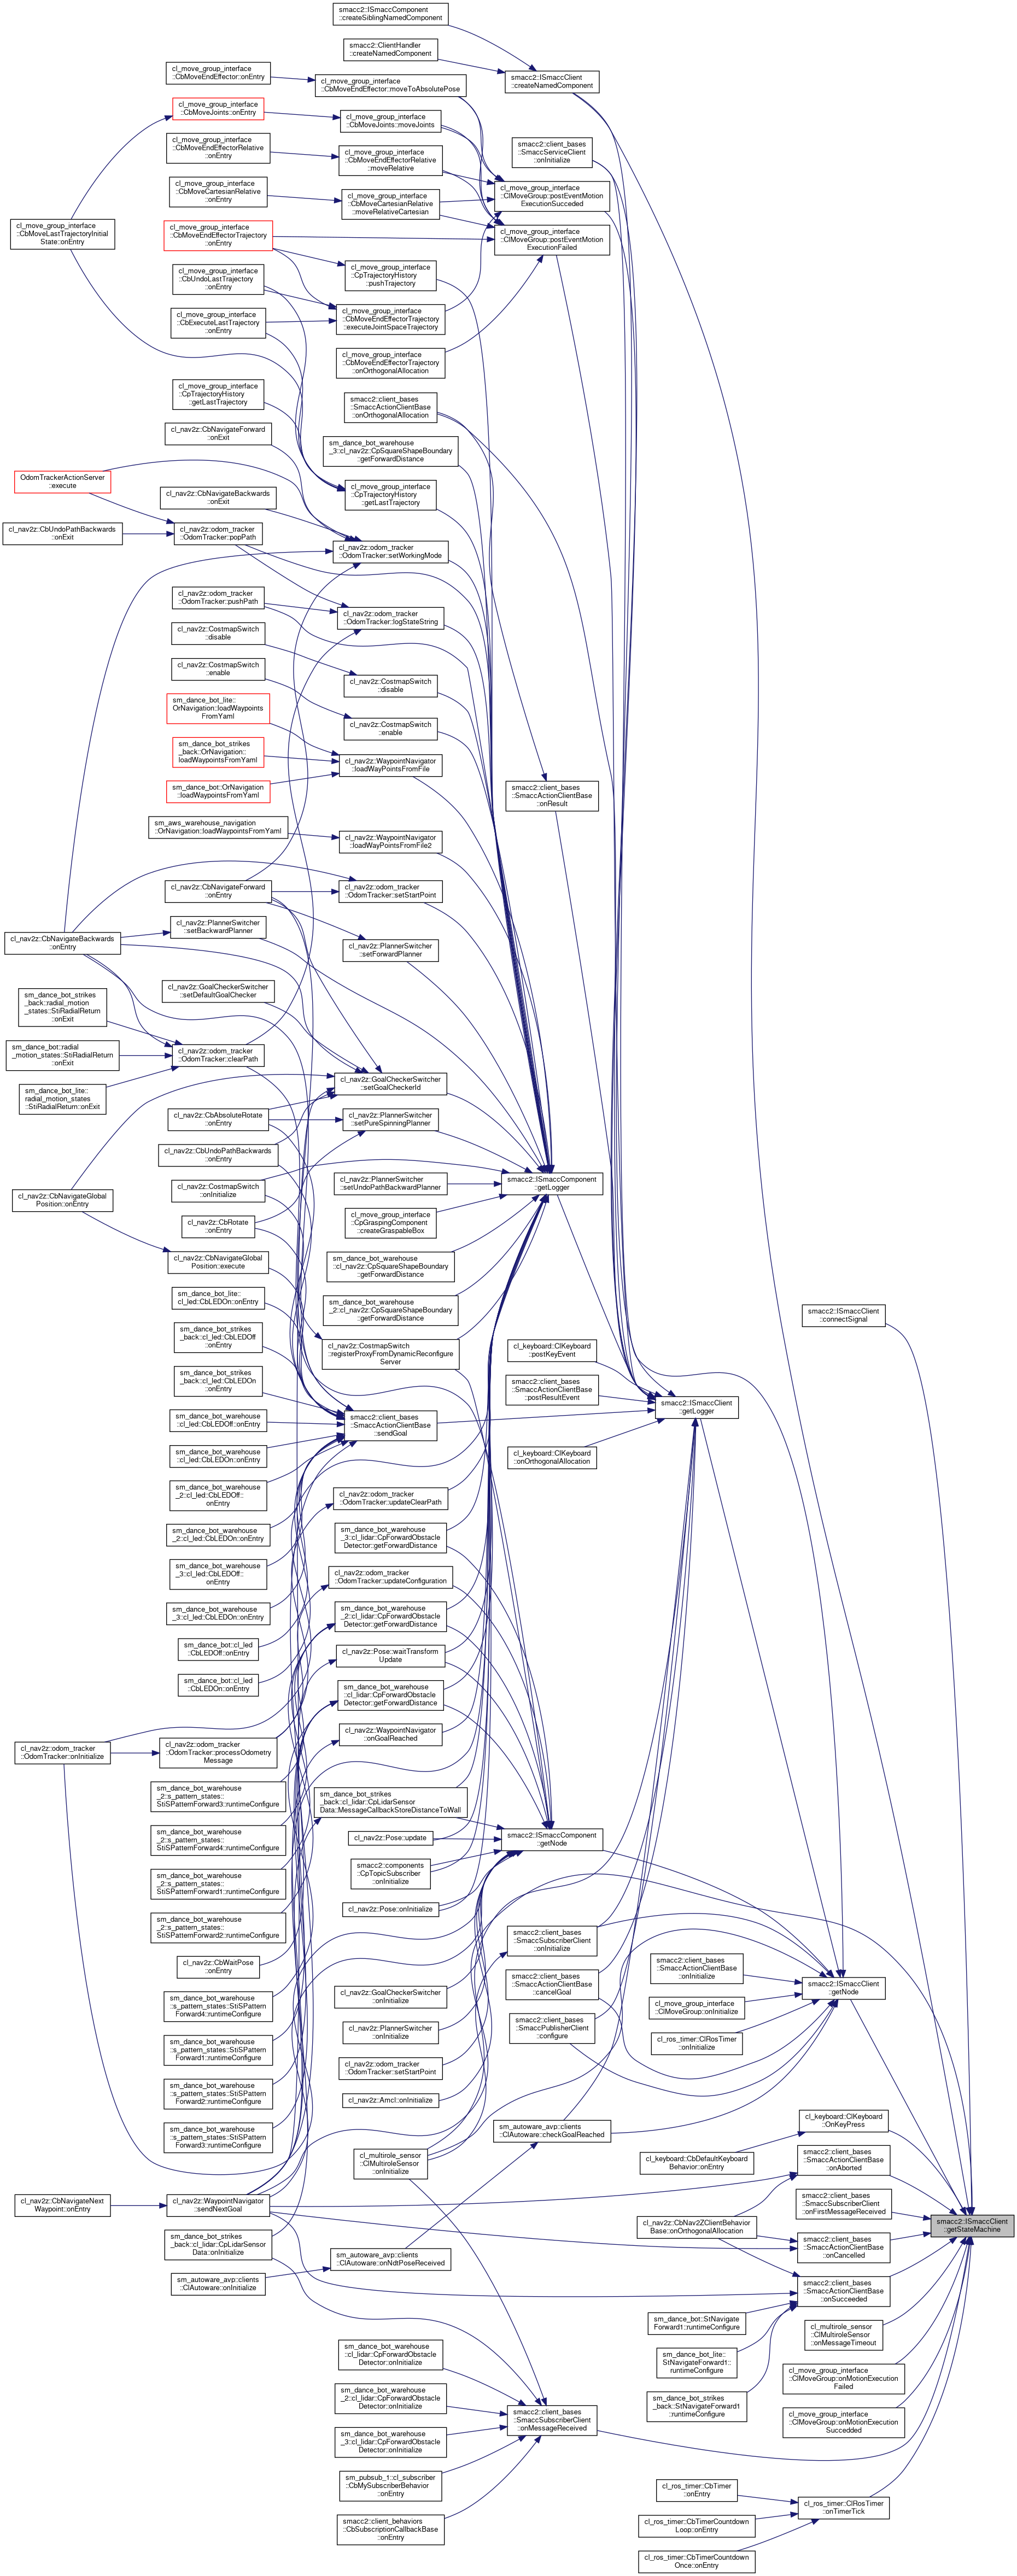 smacc2::ISmaccComponent
::createSiblingNamedComponent
smacc2::ClientHandler
::createNamedComponent
cl_move_group_interface
::CbMoveEndEffector::onEntry
cl_move_group_interface
::CbMoveEndEffector::moveToAbsolutePose
smacc2::ISmaccClient
::createNamedComponent
cl_move_group_interface
::CbMoveJoints::onEntry
cl_move_group_interface
::CbMoveJoints::moveJoints
cl_move_group_interface
::CbMoveEndEffectorRelative
::onEntry
cl_move_group_interface
::CbMoveEndEffectorRelative
::moveRelative
smacc2::client_bases
::SmaccServiceClient
::onInitialize
cl_move_group_interface
::CbMoveCartesianRelative
::onEntry
cl_move_group_interface
::CbMoveCartesianRelative
::moveRelativeCartesian
cl_move_group_interface
::ClMoveGroup::postEventMotion
ExecutionSucceded
cl_move_group_interface
::CbMoveLastTrajectoryInitial
State::onEntry
cl_move_group_interface
::CbMoveEndEffectorTrajectory
::onEntry
cl_move_group_interface
::ClMoveGroup::postEventMotion
ExecutionFailed
cl_move_group_interface
::CbUndoLastTrajectory
::onEntry
cl_move_group_interface
::CpTrajectoryHistory
::pushTrajectory
cl_move_group_interface
::CbExecuteLastTrajectory
::onEntry
cl_move_group_interface
::CbMoveEndEffectorTrajectory
::executeJointSpaceTrajectory
cl_move_group_interface
::CbMoveEndEffectorTrajectory
::onOrthogonalAllocation
cl_move_group_interface
::CpTrajectoryHistory
::getLastTrajectory
smacc2::client_bases
::SmaccActionClientBase
::onOrthogonalAllocation
cl_nav2z::CbNavigateForward
::onExit
sm_dance_bot_warehouse
_3::cl_nav2z::CpSquareShapeBoundary
::getForwardDistance
OdomTrackerActionServer
::execute
cl_nav2z::CbNavigateBackwards
::onExit
cl_move_group_interface
::CpTrajectoryHistory
::getLastTrajectory
cl_nav2z::CbUndoPathBackwards
::onExit
cl_nav2z::odom_tracker
::OdomTracker::popPath
cl_nav2z::odom_tracker
::OdomTracker::setWorkingMode
cl_nav2z::odom_tracker
::OdomTracker::pushPath
cl_nav2z::odom_tracker
::OdomTracker::logStateString
cl_nav2z::CostmapSwitch
::disable
cl_nav2z::CostmapSwitch
::enable
cl_nav2z::CostmapSwitch
::disable
cl_nav2z::CostmapSwitch
::enable
sm_dance_bot_lite::
OrNavigation::loadWaypoints
FromYaml
sm_dance_bot_strikes
_back::OrNavigation::
loadWaypointsFromYaml
cl_nav2z::WaypointNavigator
::loadWayPointsFromFile
sm_dance_bot::OrNavigation
::loadWaypointsFromYaml
smacc2::client_bases
::SmaccActionClientBase
::onResult
sm_aws_warehouse_navigation
::OrNavigation::loadWaypointsFromYaml
cl_nav2z::WaypointNavigator
::loadWayPointsFromFile2
cl_nav2z::CbNavigateForward
::onEntry
cl_nav2z::odom_tracker
::OdomTracker::setStartPoint
cl_nav2z::CbNavigateBackwards
::onEntry
cl_nav2z::PlannerSwitcher
::setBackwardPlanner
cl_nav2z::PlannerSwitcher
::setForwardPlanner
sm_dance_bot_strikes
_back::radial_motion
_states::StiRadialReturn
::onExit
cl_nav2z::GoalCheckerSwitcher
::setDefaultGoalChecker
sm_dance_bot::radial
_motion_states::StiRadialReturn
::onExit
cl_nav2z::odom_tracker
::OdomTracker::clearPath
sm_dance_bot_lite::
radial_motion_states
::StiRadialReturn::onExit
cl_nav2z::GoalCheckerSwitcher
::setGoalCheckerId
cl_nav2z::CbAbsoluteRotate
::onEntry
cl_nav2z::PlannerSwitcher
::setPureSpinningPlanner
cl_nav2z::CbUndoPathBackwards
::onEntry
cl_nav2z::CbNavigateGlobal
Position::onEntry
cl_nav2z::CostmapSwitch
::onInitialize
cl_nav2z::PlannerSwitcher
::setUndoPathBackwardPlanner
smacc2::ISmaccComponent
::getLogger
cl_nav2z::CbRotate
::onEntry
cl_move_group_interface
::CpGraspingComponent
::createGraspableBox
cl_nav2z::CbNavigateGlobal
Position::execute
sm_dance_bot_warehouse
::cl_nav2z::CpSquareShapeBoundary
::getForwardDistance
sm_dance_bot_lite::
cl_led::CbLEDOn::onEntry
sm_dance_bot_warehouse
_2::cl_nav2z::CpSquareShapeBoundary
::getForwardDistance
smacc2::ISmaccClient
::connectSignal
sm_dance_bot_strikes
_back::cl_led::CbLEDOff
::onEntry
cl_nav2z::CostmapSwitch
::registerProxyFromDynamicReconfigure
Server
cl_keyboard::ClKeyboard
::postKeyEvent
sm_dance_bot_strikes
_back::cl_led::CbLEDOn
::onEntry
smacc2::client_bases
::SmaccActionClientBase
::postResultEvent
sm_dance_bot_warehouse
::cl_led::CbLEDOff::onEntry
smacc2::client_bases
::SmaccActionClientBase
::sendGoal
smacc2::ISmaccClient
::getLogger
sm_dance_bot_warehouse
::cl_led::CbLEDOn::onEntry
cl_keyboard::ClKeyboard
::onOrthogonalAllocation
sm_dance_bot_warehouse
_2::cl_led::CbLEDOff::
onEntry
cl_nav2z::odom_tracker
::OdomTracker::updateClearPath
sm_dance_bot_warehouse
_2::cl_led::CbLEDOn::onEntry
sm_dance_bot_warehouse
_3::cl_lidar::CpForwardObstacle
Detector::getForwardDistance
sm_dance_bot_warehouse
_3::cl_led::CbLEDOff::
onEntry
cl_nav2z::odom_tracker
::OdomTracker::updateConfiguration
sm_dance_bot_warehouse
_3::cl_led::CbLEDOn::onEntry
sm_dance_bot_warehouse
_2::cl_lidar::CpForwardObstacle
Detector::getForwardDistance
sm_dance_bot::cl_led
::CbLEDOff::onEntry
cl_nav2z::Pose::waitTransform
Update
sm_dance_bot::cl_led
::CbLEDOn::onEntry
sm_dance_bot_warehouse
::cl_lidar::CpForwardObstacle
Detector::getForwardDistance
cl_nav2z::odom_tracker
::OdomTracker::onInitialize
cl_nav2z::odom_tracker
::OdomTracker::processOdometry
Message
cl_nav2z::WaypointNavigator
::onGoalReached
sm_dance_bot_warehouse
_2::s_pattern_states::
StiSPatternForward3::runtimeConfigure
sm_dance_bot_strikes
_back::cl_lidar::CpLidarSensor
Data::MessageCallbackStoreDistanceToWall
sm_dance_bot_warehouse
_2::s_pattern_states::
StiSPatternForward4::runtimeConfigure
cl_nav2z::Pose::update
smacc2::ISmaccComponent
::getNode
sm_dance_bot_warehouse
_2::s_pattern_states::
StiSPatternForward1::runtimeConfigure
smacc2::components
::CpTopicSubscriber
::onInitialize
sm_dance_bot_warehouse
_2::s_pattern_states::
StiSPatternForward2::runtimeConfigure
cl_nav2z::Pose::onInitialize
smacc2::client_bases
::SmaccSubscriberClient
::onInitialize
cl_nav2z::CbWaitPose
::onEntry
smacc2::client_bases
::SmaccActionClientBase
::onInitialize
sm_dance_bot_warehouse
::s_pattern_states::StiSPattern
Forward4::runtimeConfigure
cl_nav2z::GoalCheckerSwitcher
::onInitialize
smacc2::client_bases
::SmaccActionClientBase
::cancelGoal
smacc2::ISmaccClient
::getNode
cl_move_group_interface
::ClMoveGroup::onInitialize
sm_dance_bot_warehouse
::s_pattern_states::StiSPattern
Forward1::runtimeConfigure
cl_nav2z::PlannerSwitcher
::onInitialize
smacc2::client_bases
::SmaccPublisherClient
::configure
cl_ros_timer::ClRosTimer
::onInitialize
sm_dance_bot_warehouse
::s_pattern_states::StiSPattern
Forward2::runtimeConfigure
cl_nav2z::odom_tracker
::OdomTracker::setStartPoint
cl_nav2z::Amcl::onInitialize
sm_dance_bot_warehouse
::s_pattern_states::StiSPattern
Forward3::runtimeConfigure
sm_autoware_avp::clients
::ClAutoware::checkGoalReached
cl_keyboard::ClKeyboard
::OnKeyPress
cl_multirole_sensor
::ClMultiroleSensor
::onInitialize
cl_keyboard::CbDefaultKeyboard
Behavior::onEntry
smacc2::client_bases
::SmaccActionClientBase
::onAborted
cl_nav2z::CbNavigateNext
Waypoint::onEntry
cl_nav2z::WaypointNavigator
::sendNextGoal
smacc2::client_bases
::SmaccSubscriberClient
::onFirstMessageReceived
cl_nav2z::CbNav2ZClientBehavior
Base::onOrthogonalAllocation
smacc2::ISmaccClient
::getStateMachine
sm_dance_bot_strikes
_back::cl_lidar::CpLidarSensor
Data::onInitialize
smacc2::client_bases
::SmaccActionClientBase
::onCancelled
sm_autoware_avp::clients
::ClAutoware::onNdtPoseReceived
sm_autoware_avp::clients
::ClAutoware::onInitialize
smacc2::client_bases
::SmaccActionClientBase
::onSucceeded
sm_dance_bot::StNavigate
Forward1::runtimeConfigure
cl_multirole_sensor
::ClMultiroleSensor
::onMessageTimeout
sm_dance_bot_warehouse
::cl_lidar::CpForwardObstacle
Detector::onInitialize
sm_dance_bot_lite::
StNavigateForward1::
runtimeConfigure
cl_move_group_interface
::ClMoveGroup::onMotionExecution
Failed
sm_dance_bot_warehouse
_2::cl_lidar::CpForwardObstacle
Detector::onInitialize
sm_dance_bot_strikes
_back::StNavigateForward1
::runtimeConfigure
cl_move_group_interface
::ClMoveGroup::onMotionExecution
Succedded
smacc2::client_bases
::SmaccSubscriberClient
::onMessageReceived
sm_dance_bot_warehouse
_3::cl_lidar::CpForwardObstacle
Detector::onInitialize
sm_pubsub_1::cl_subscriber
::CbMySubscriberBehavior
::onEntry
cl_ros_timer::CbTimer
::onEntry
cl_ros_timer::ClRosTimer
::onTimerTick
smacc2::client_behaviors
::CbSubscriptionCallbackBase
::onEntry
cl_ros_timer::CbTimerCountdown
Loop::onEntry
cl_ros_timer::CbTimerCountdown
Once::onEntry